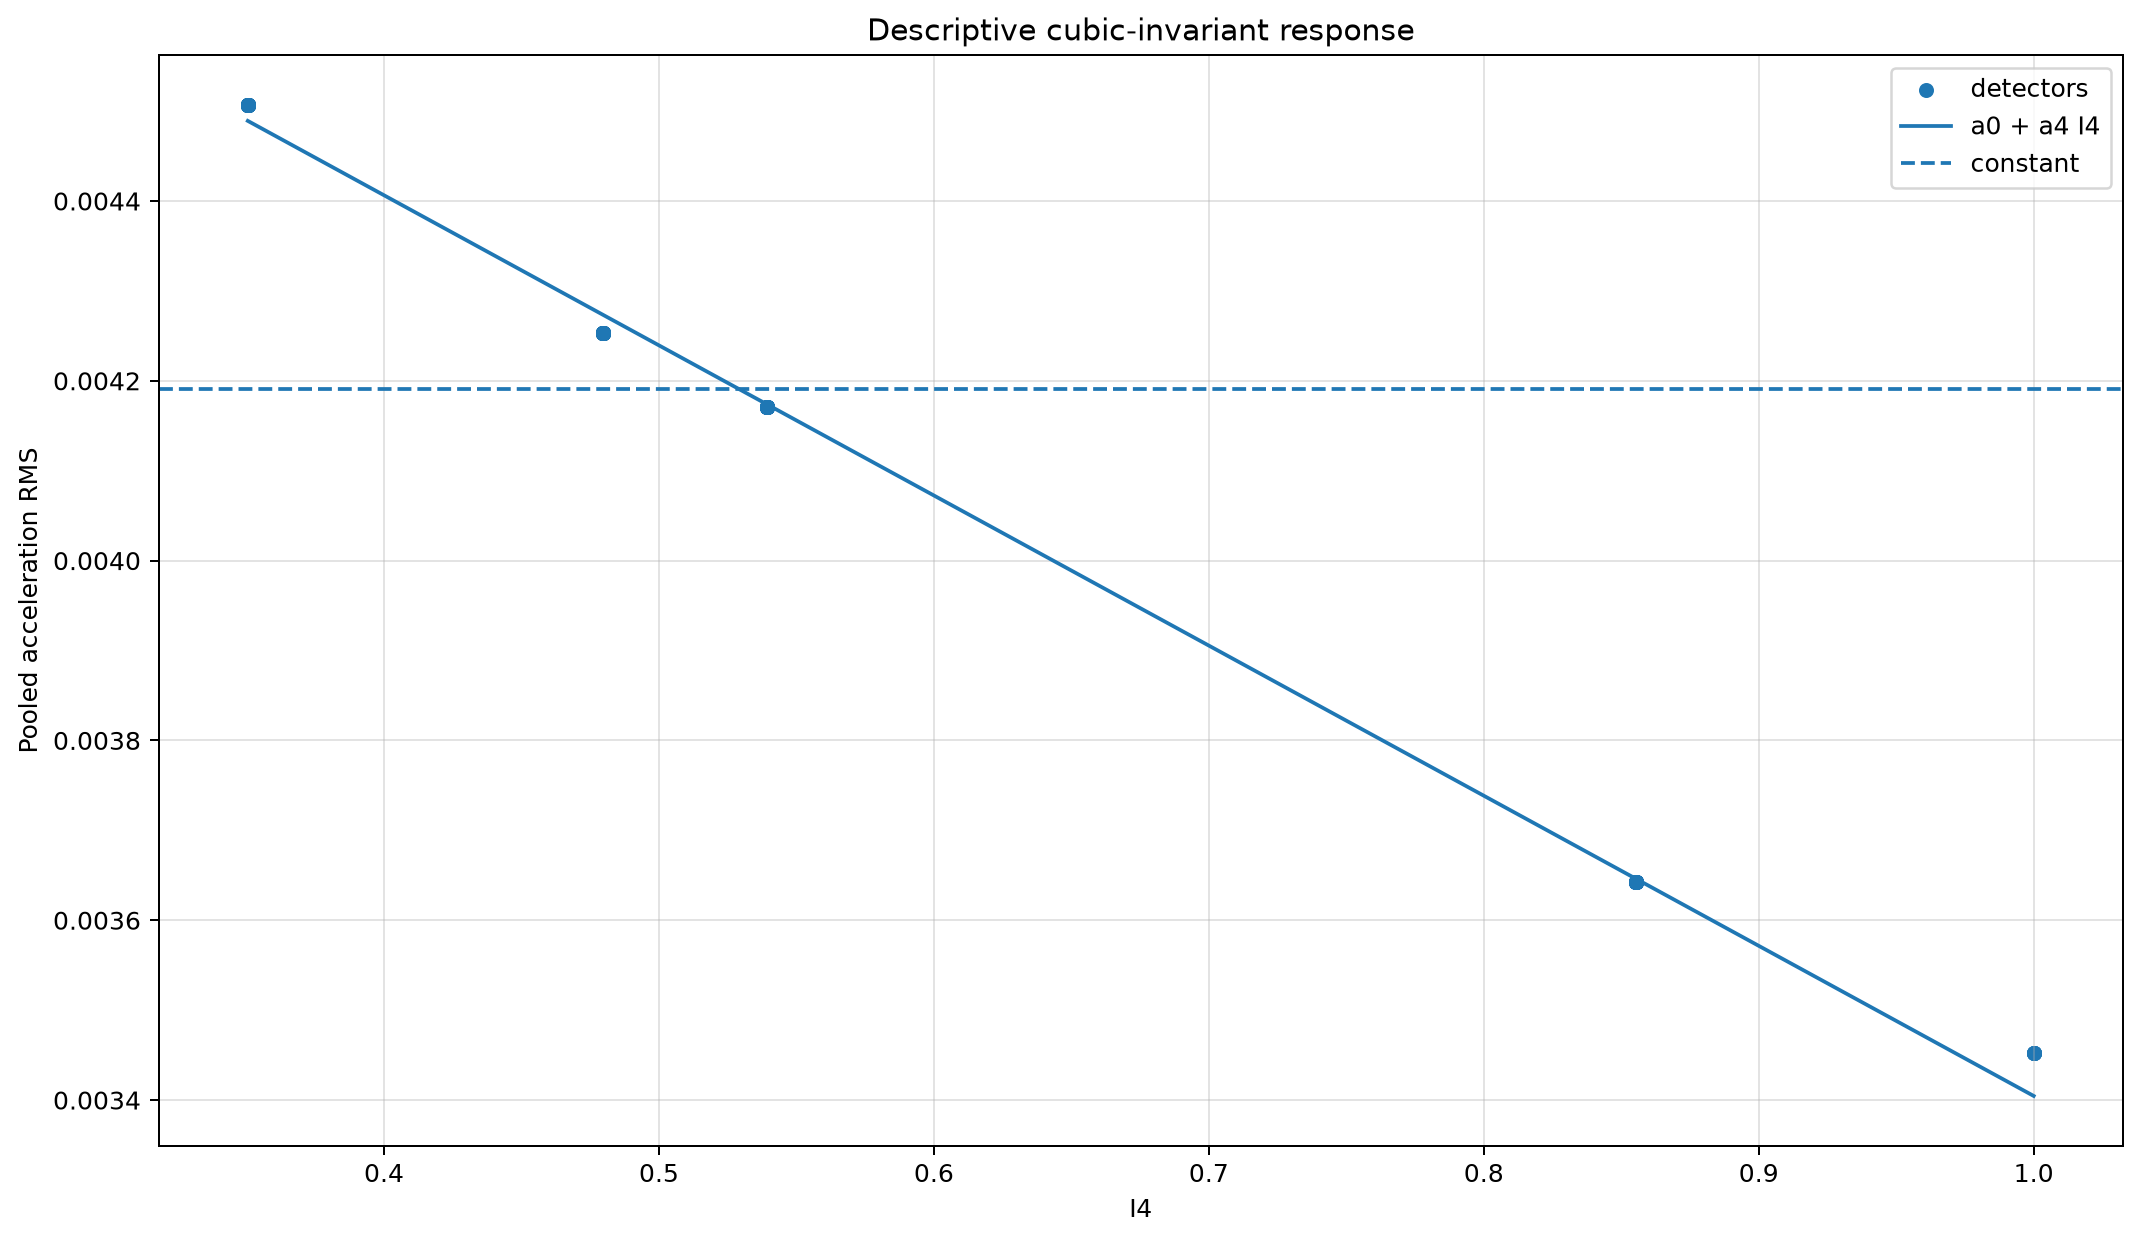 Descriptive cubic-invariant response
detectors
a0 + a4 I4
constant
Pooled acceleration RMS
0.0044
0.0042
0.0040
0.0038
0.0036
0.0034
0.4
0.5
0.6
0.7
0.8
0.9
1.0
I4